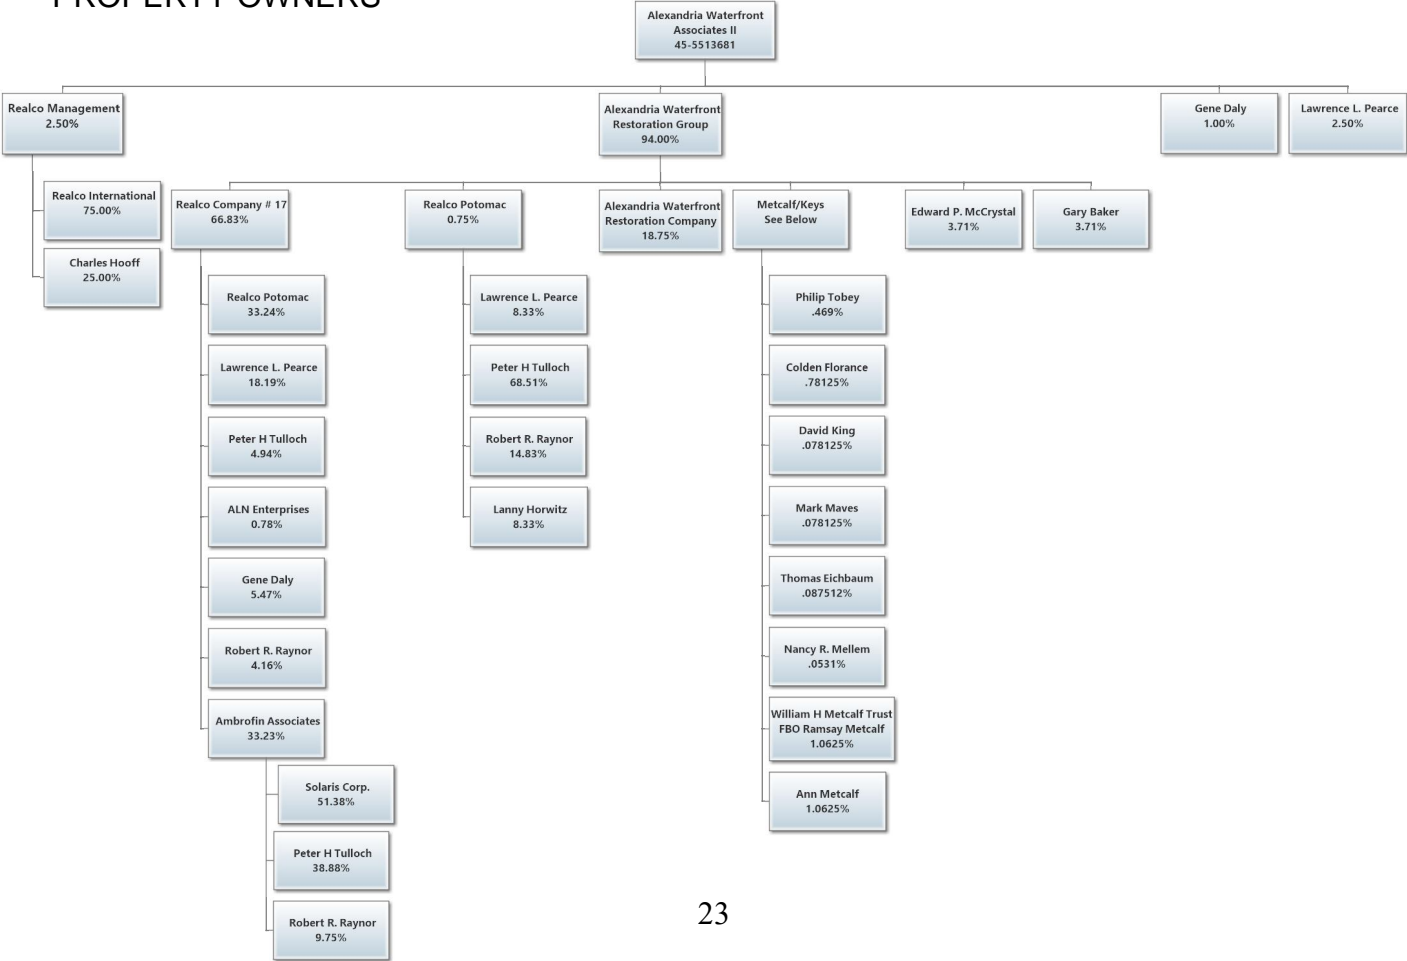 PROPERTY OWNERS
Alexandria Waterfront
Associates II
45-5513681
Realco Management
2.50%
Alexandria Waterfront
Restoration Group
94.00%
Gene Daly
1.00%
Lawrence L. Pearce
2.50%
Realco International
75.00%
Charles Hooff
25.00%
Realco Company # 17
66.83%
Realco Potomac
0.75%
Alexandria Waterfront
Restoration Company
18.75%
Metcalf/Keys
See Below
Edward P. McCrystal
3.71%
Gary Baker
3.71%
Realco Potomac
33.24%
Lawrence L. Pearce
18.19%
Peter H Tulloch
4.94%
ALN Enterprises
0.78%
Gene Daly
5.47%
Robert R. Raynor
4.16%
Ambrofin Associates
33.23%
Solaris Corp.
51.38%
Peter H Tulloch
38.88%
Robert R. Raynor
9.75%
Lawrence L. Pearce
8.33%
Peter H Tulloch
68.51%
Robert R. Raynor
14.83%
Lanny Horwitz
8.33%
Philip Tobey
.469%
Colden Florance
.78125%
David King
.078125%
Mark Maves
.078125%
Thomas Eichbaum
.087512%
Nancy R. Mellem
.0531%
William H Metcalf Trust
FBO Ramsay Metcalf
1.0625%
Ann Metcalf
1.0625%
23